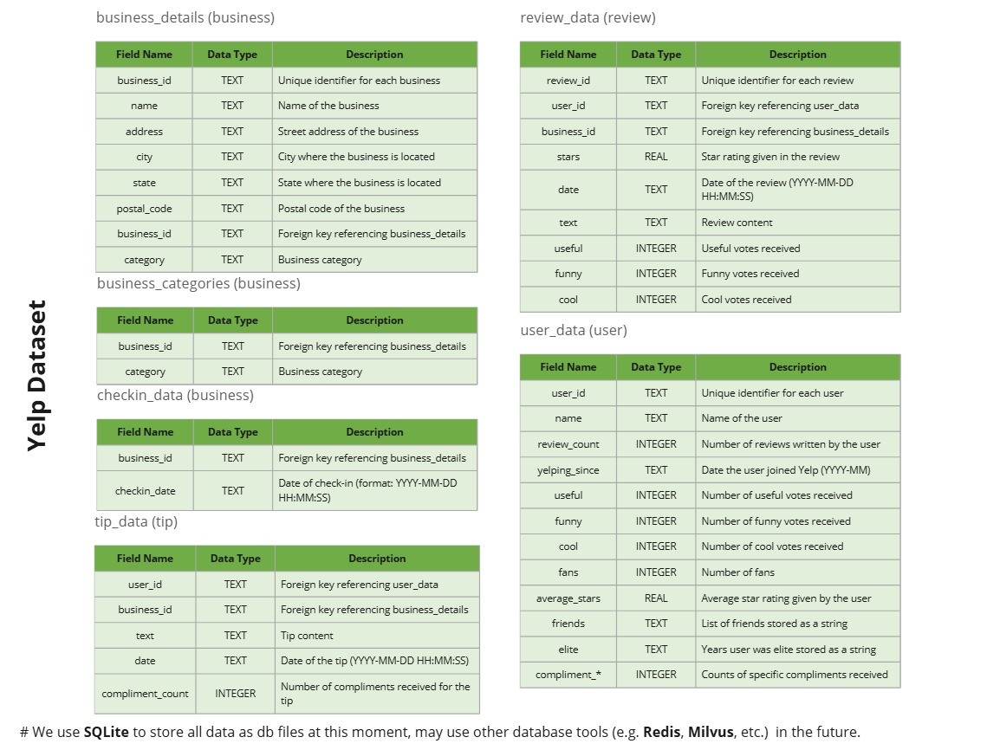 Yelp Dataset
business_details (business)
Field Name Data Type Description
business_id TEXT Unique identifier for each business
name TEXT Name of the business
address TEXT Street address of the business
city TEXT City where the business is located
state TEXT State where the business is located
postal_code TEXT Postal code of the business
business_id TEXT Foreign key referencing business_details
category TEXT Business category
business_categories (business)
Field Name Data Type Description
business_id TEXT Foreign key referencing business_details
category TEXT Business category
checkin_data (business)
Field Name Data Type Description
business_id TEXT Foreign key referencing business_details
checkin_date TEXT Date of check-in (format: YYYY-MM-DD
HH:MM:SS)
tip_data (tip)
Field Name Data Type Description
user_id TEXT Foreign key referencing user_data
business_id TEXT Foreign key referencing business_details
text TEXT Tip content
date TEXT Date of the tip (YYYY-MM-DD HH:MM:SS)
compliment_count INTEGER Number of compliments received for the
tip
review_data (review)
Field Name Data Type Description
review_id TEXT Unique identifier for each review
user_id TEXT Foreign key referencing user_data
business_id TEXT Foreign key referencing business_details
stars REAL Star rating given in the review
date TEXT Date of the review (YYYY-MM-DD
HH:MM:SS)
text TEXT Review content
useful INTEGER Useful votes received
funny INTEGER Funny votes received
cool INTEGER Cool votes received
user_data (user)
Field Name Data Type Description
user_id TEXT Unique identifier for each user
name TEXT Name of the user
review_count INTEGER Number of reviews written by the user
yelping_since TEXT Date the user joined Yelp (YYYY-MM)
useful INTEGER Number of useful votes received
funny INTEGER Number of funny votes received
cool INTEGER Number of cool votes received
fans INTEGER Number of fans
average_stars REAL Average star rating given by the user
friends TEXT List of friends stored as a string
elite TEXT Years user was elite stored as a string
compliment_* INTEGER Counts of specific compliments received
# We use SQLite to store all data as db files at this moment, may use other database tools (e.g. Redis, Milvus, etc.) in the future.